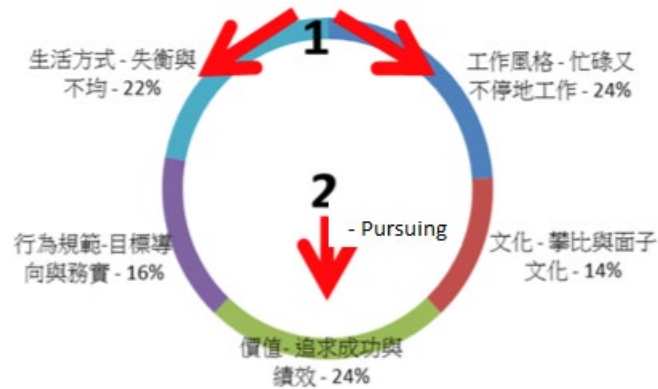 1
生活方式 - 失衡與
不均 - 22%
工作風格 - 忙碌又
不停地工作 - 24%
2
- Pursuing
行為規範-目標導
向與務實 - 16%
文化 - 攀比與面子
文化 - 14%
價值- 追求成功與
績效 - 24%